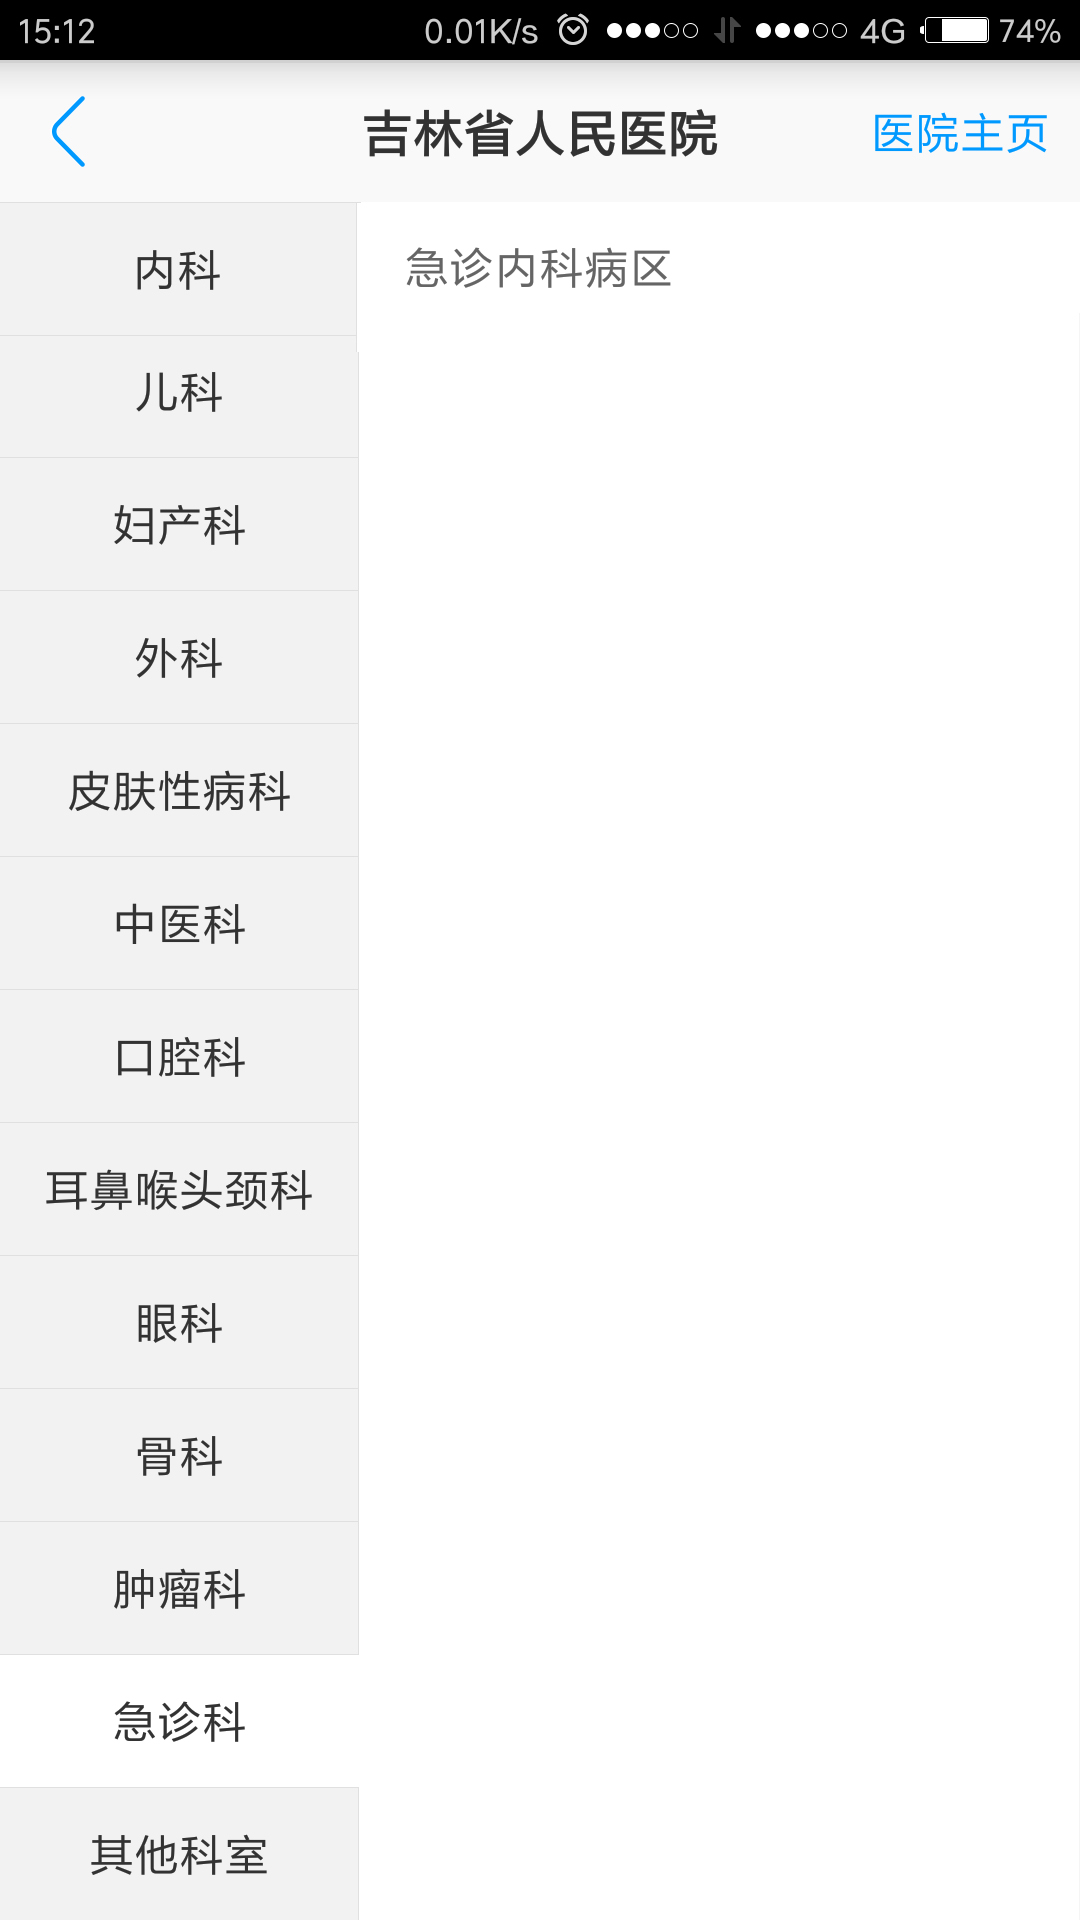 15:12 0.01K/s 4G 74%
吉林省人民医院 医院主页
内科
急诊内科病区
儿科
妇产科
外科
皮肤性病科
中医科
口腔科
耳鼻喉头颈科
眼科
骨科
肿瘤科
急诊科
其他科室